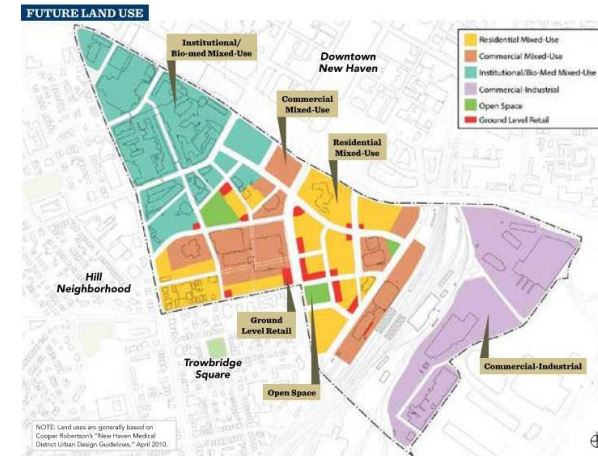 FUTURE LAND USE
Institutional/
Bio-med Mixed-Use
Downtown
New Haven
Commercial
Mixed-Use
Residential
Mixed-Use
Residential Mixed-Use
Commercial Mixed-Use
Institutional/Bio-Med Mixed-Use
Commercial-Industrial
Open Space
Ground Level Retail
Hill
Neighborhood
Ground
Level Retail
Trowbridge
Square
Open Space
Commercial-Industrial
NOTE: Land uses are generally based on
Cooper Robertson's "New Haven Medical
District Urban Design Guidelines," April 2010.